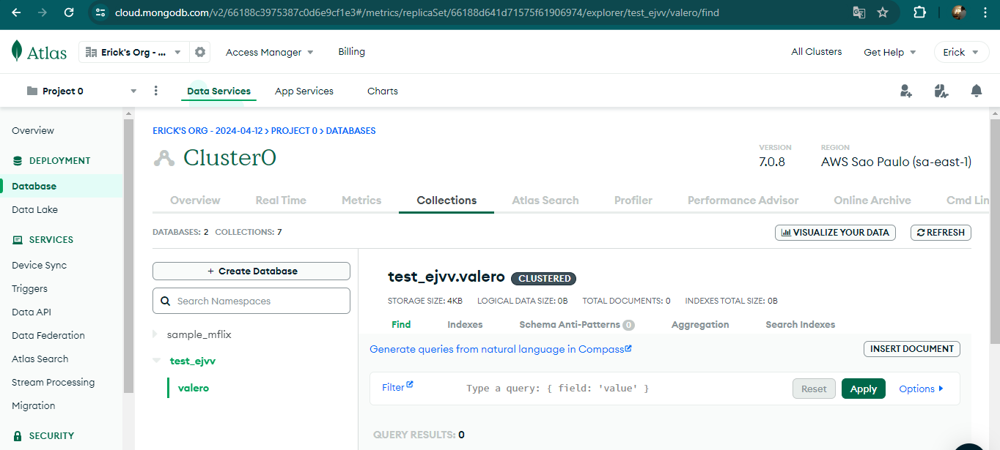 cloud.mongodb.com/v2/66188c3975387c0d6e9cf1e3#/metrics/replicaSet/66188d641d71575f61906974/explorer/test_ejvv/valero/find
Atlas
Erick's Org - ...
Access Manager
Billing
All Clusters
Get Help
Erick
Project 0
Data Services
App Services
Charts
Overview
DEPLOYMENT
Database
Data Lake
SERVICES
Device Sync
Triggers
Data API
Data Federation
Atlas Search
Stream Processing
Migration
SECURITY
ERICK'S ORG - 2024-04-12 > PROJECT 0 > DATABASES
Cluster0
VERSION
7.0.8
REGION
AWS Sao Paulo (sa-east-1)
Overview
Real Time
Metrics
Collections
Atlas Search
Profiler
Performance Advisor
Online Archive
Cmd Lin
DATABASES: 2 COLLECTIONS: 7
VISUALIZE YOUR DATA
REFRESH
+ Create Database
Search Namespaces
sample_mflix
test_ejvv
valero
test_ejvv.valero
CLUSTERED
STORAGE SIZE: 4KB
LOGICAL DATA SIZE: 0B
TOTAL DOCUMENTS: 0
INDEXES TOTAL SIZE: 0B
Find
Indexes
Schema Anti-Patterns 0
Aggregation
Search Indexes
Generate queries from natural language in Compass
INSERT DOCUMENT
Filter
Type a query: { field: 'value' }
Reset
Apply
Options
QUERY RESULTS: 0